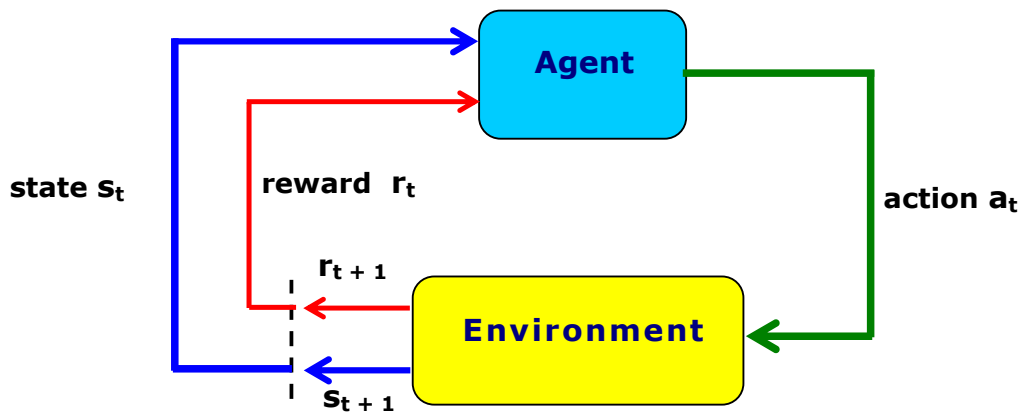 Agent
state sₜ
reward rₜ
action aₜ
rₜ ₊ ₁
Environment
sₜ ₊ ₁